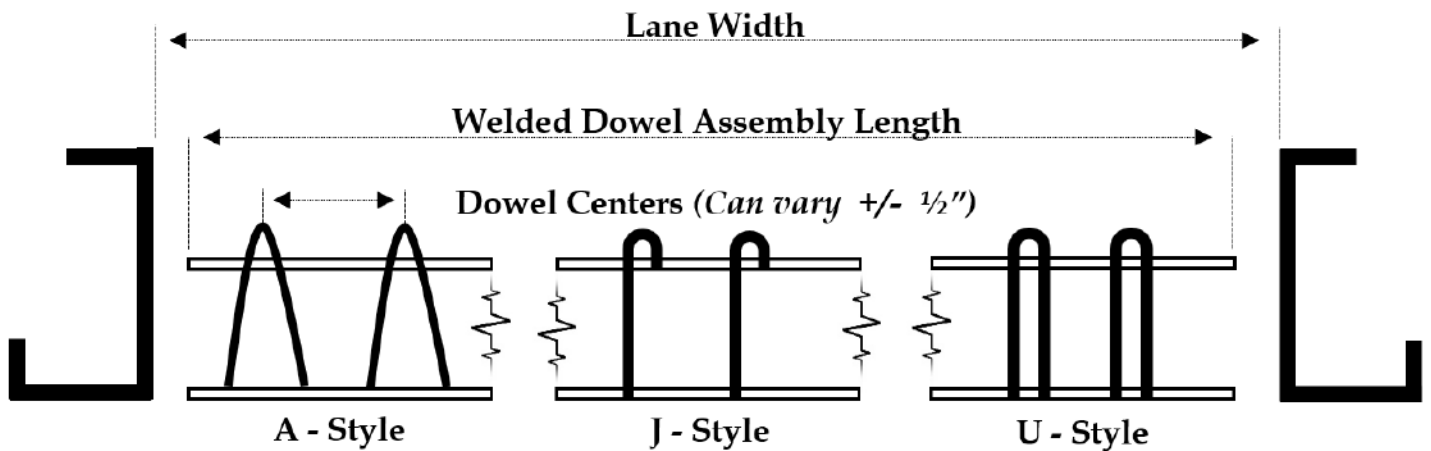 Lane Width
Welded Dowel Assembly Length
Dowel Centers (Can vary +/- ½")
A - Style
J - Style
U - Style